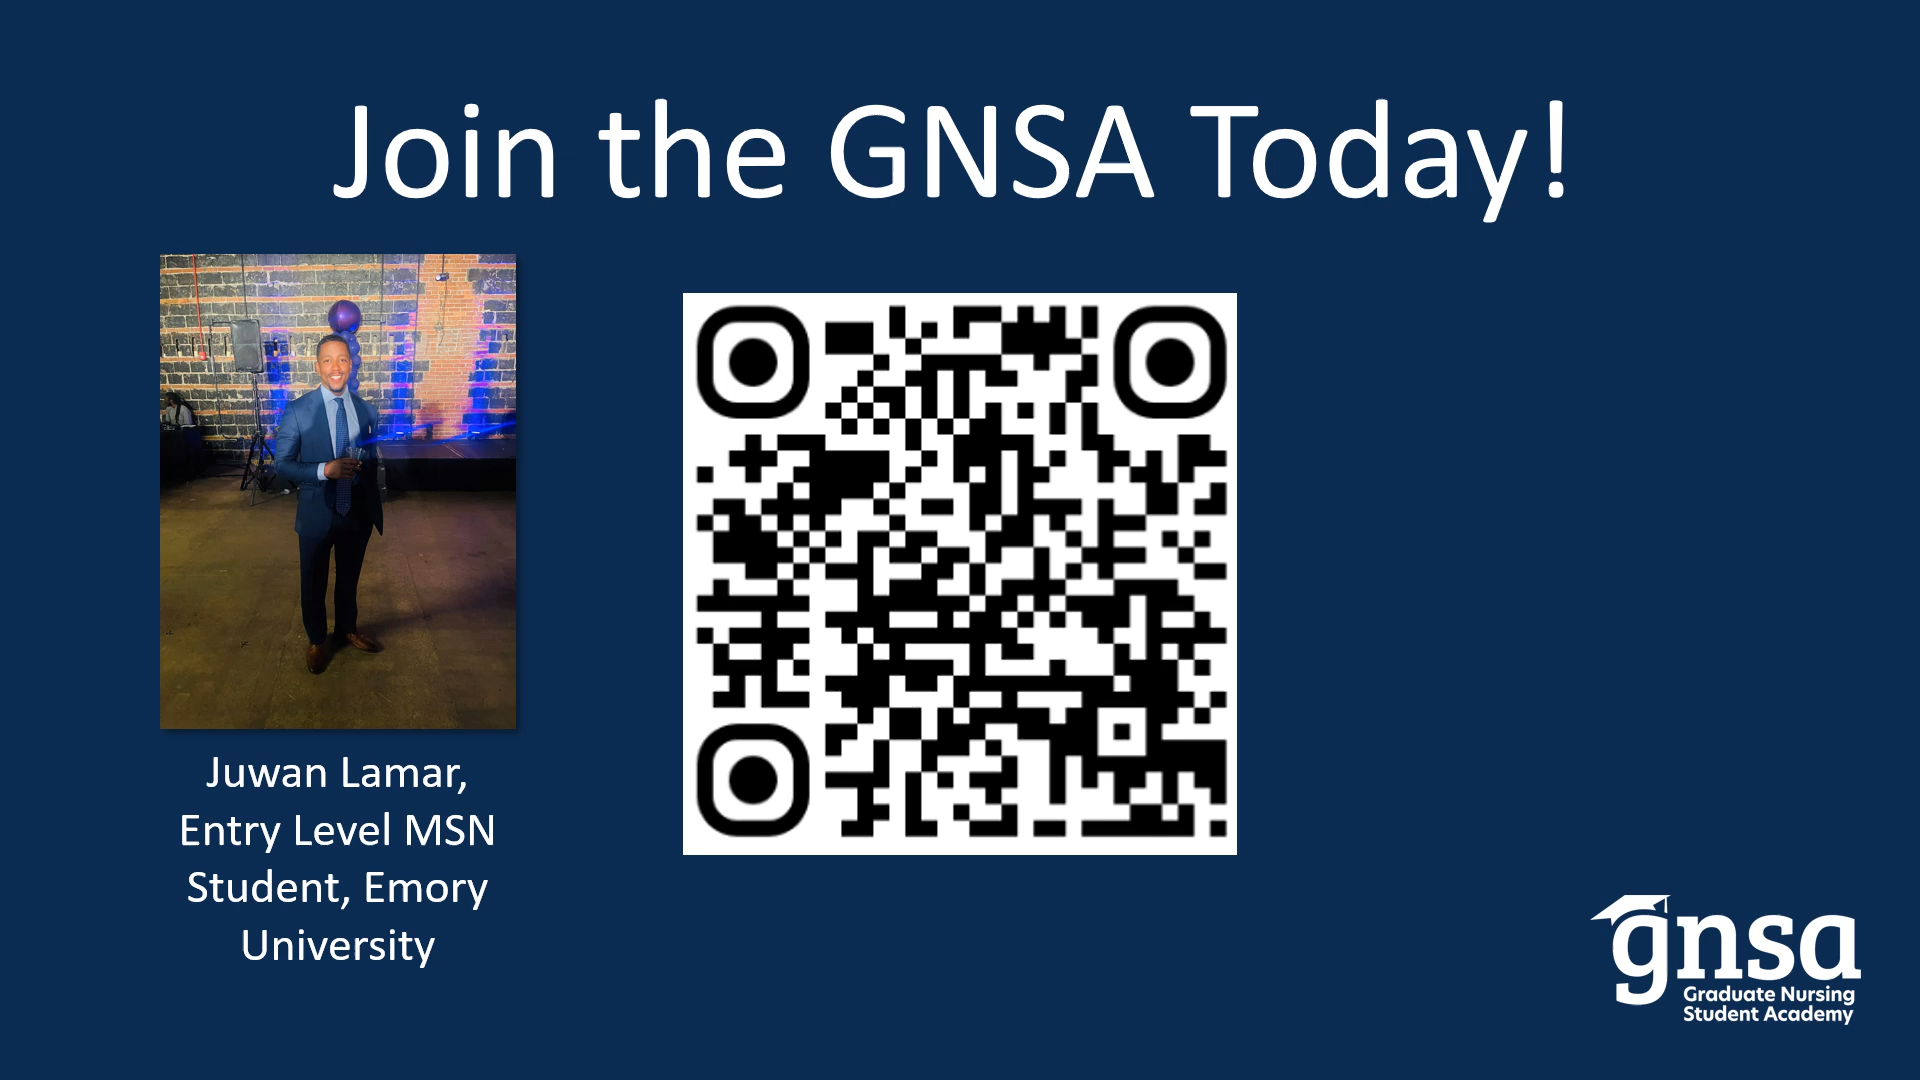 Join the GNSA Today!
Juwan Lamar,
Entry Level MSN
Student, Emory
University
gnsa
Graduate Nursing
Student Academy